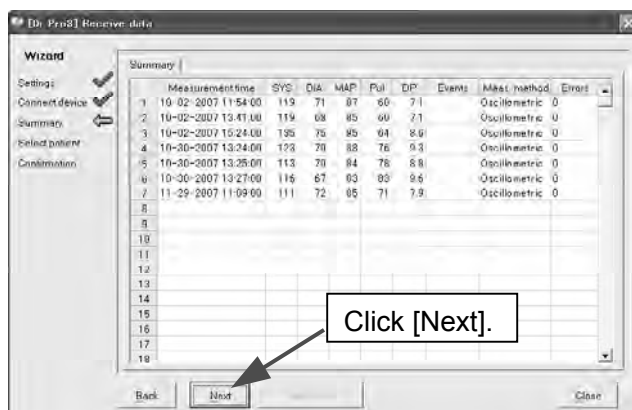 [Dr. Pro3] Receive data
Wizard
Settings
Connect device
Summary
Select patient
Confirmation
Summary
Measurement time SYS DIA MAP Pul DP Events Meas. method Errors
1 10-02-2007 11:54:00 119 71 87 60 7.1 Oscillometric 0
2 10-02-2007 13:41:00 119 68 85 60 7.1 Oscillometric 0
3 10-02-2007 15:24:00 135 75 95 64 8.6 Oscillometric 0
4 10-30-2007 13:24:00 123 70 88 76 9.3 Oscillometric 0
5 10-30-2007 13:25:00 113 70 84 78 8.8 Oscillometric 0
6 10-30-2007 13:27:00 116 67 83 83 9.6 Oscillometric 0
7 11-29-2007 11:09:00 111 72 85 71 7.9 Oscillometric 0
8
9
10
11
12
13
14
15
16
17
18
Click [Next].
Back Next Close